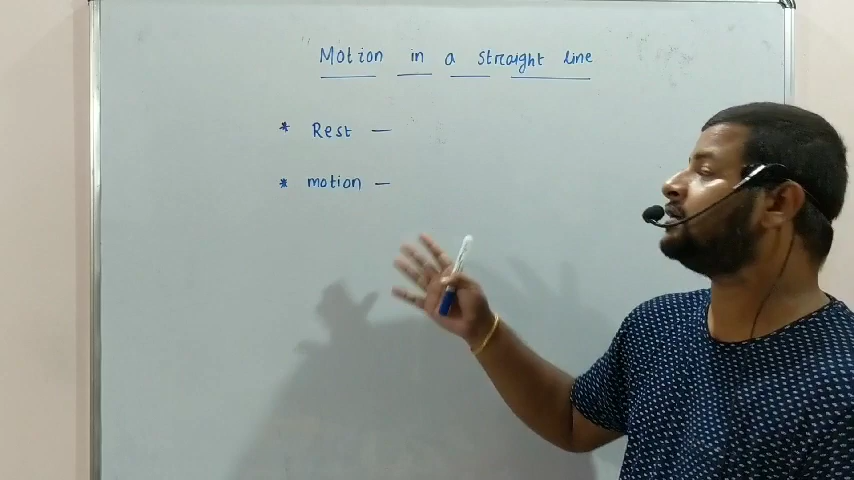 Motion in a straight line
* Rest —
* motion —